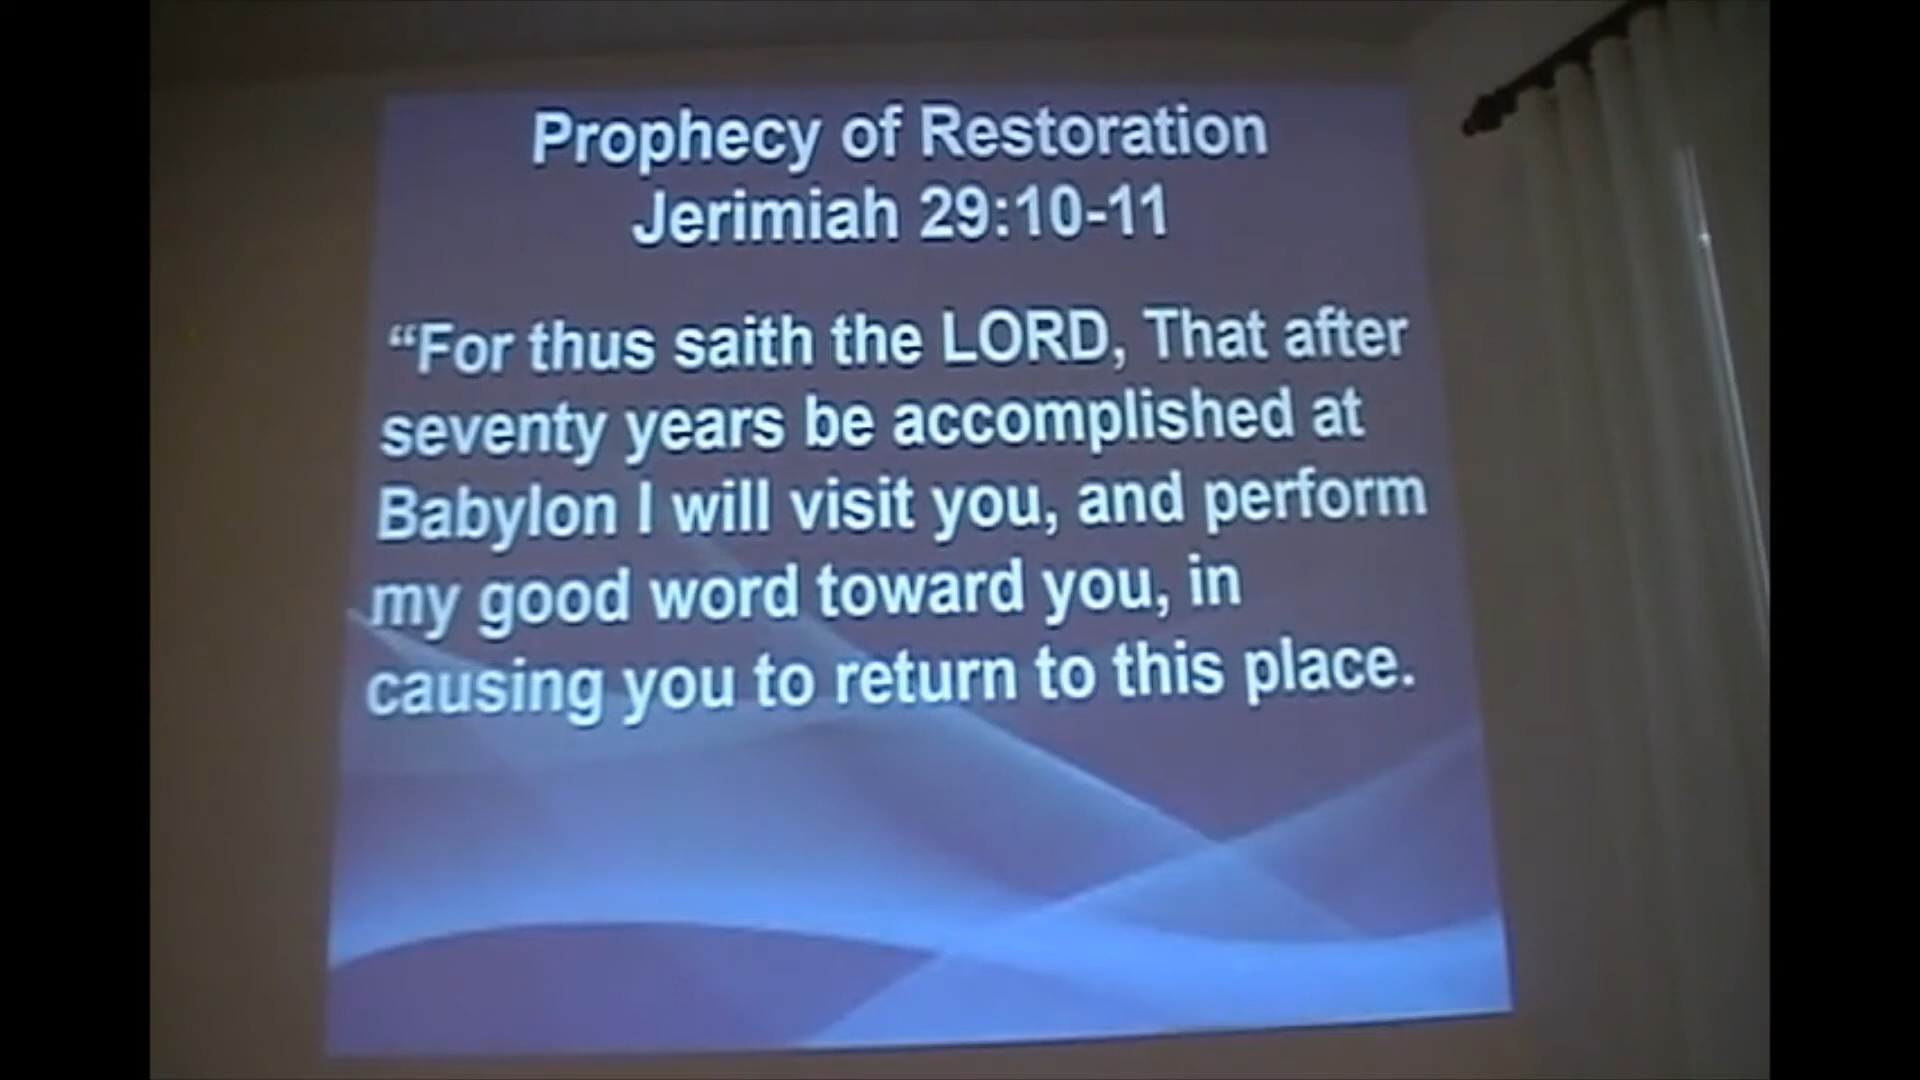 Prophecy of Restoration
Jerimiah 29:10-11
“For thus saith the LORD, That after
seventy years be accomplished at
Babylon I will visit you, and perform
my good word toward you, in
causing you to return to this place.